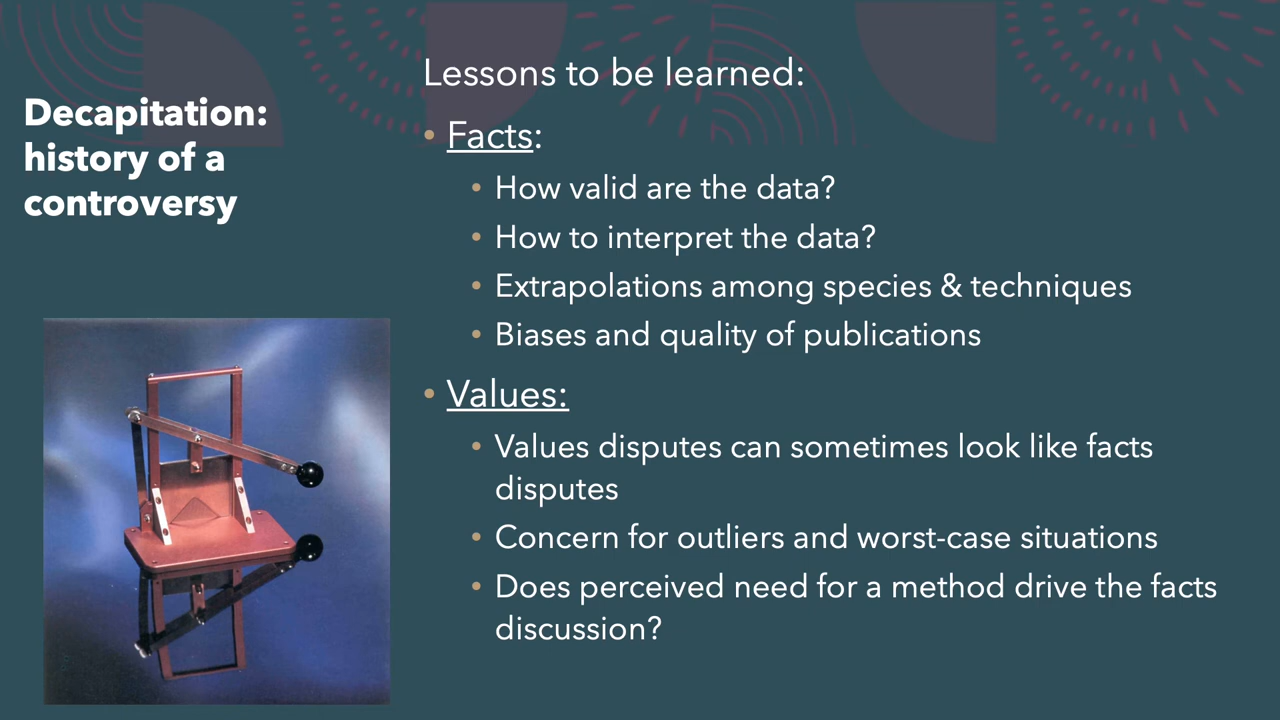 Decapitation:
history of a
controversy
Lessons to be learned:
• Facts:
• How valid are the data?
• How to interpret the data?
• Extrapolations among species & techniques
• Biases and quality of publications
• Values:
• Values disputes can sometimes look like facts
disputes
• Concern for outliers and worst-case situations
• Does perceived need for a method drive the facts
discussion?